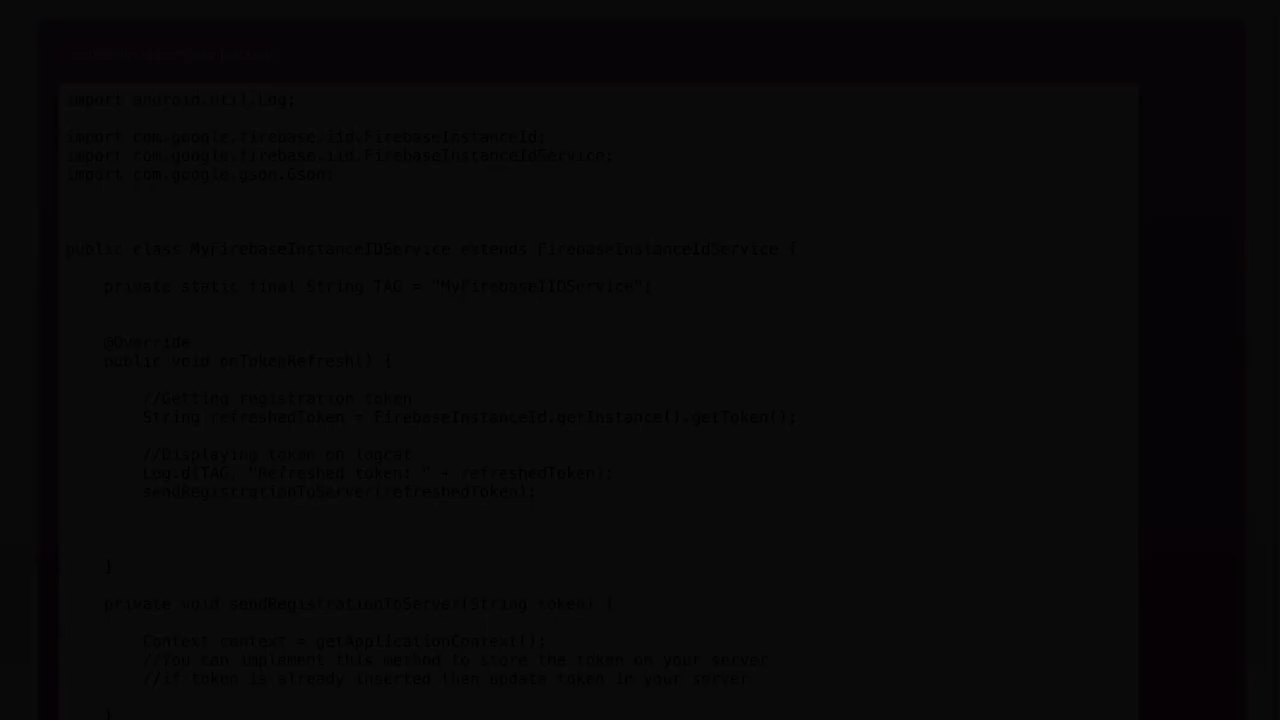 import android.util.Log;
import com.google.firebase.iid.FirebaseInstanceId;
import com.google.firebase.iid.FirebaseInstanceIdService;
import com.google.gson.Gson;
public class MyFirebaseInstanceIDService extends FirebaseInstanceIdService {
private static final String TAG = "MyFirebaseIIDService";
@Override
public void onTokenRefresh() {
//Getting registration token
String refreshedToken = FirebaseInstanceId.getInstance().getToken();
//Displaying token on logcat
Log.d(TAG, "Refreshed token: " + refreshedToken);
sendRegistrationToServer(refreshedToken);
}
private void sendRegistrationToServer(String token) {
Context context = getApplicationContext();
//You can implement this method to store the token on your server
//if token is already inserted than update token in your server
}